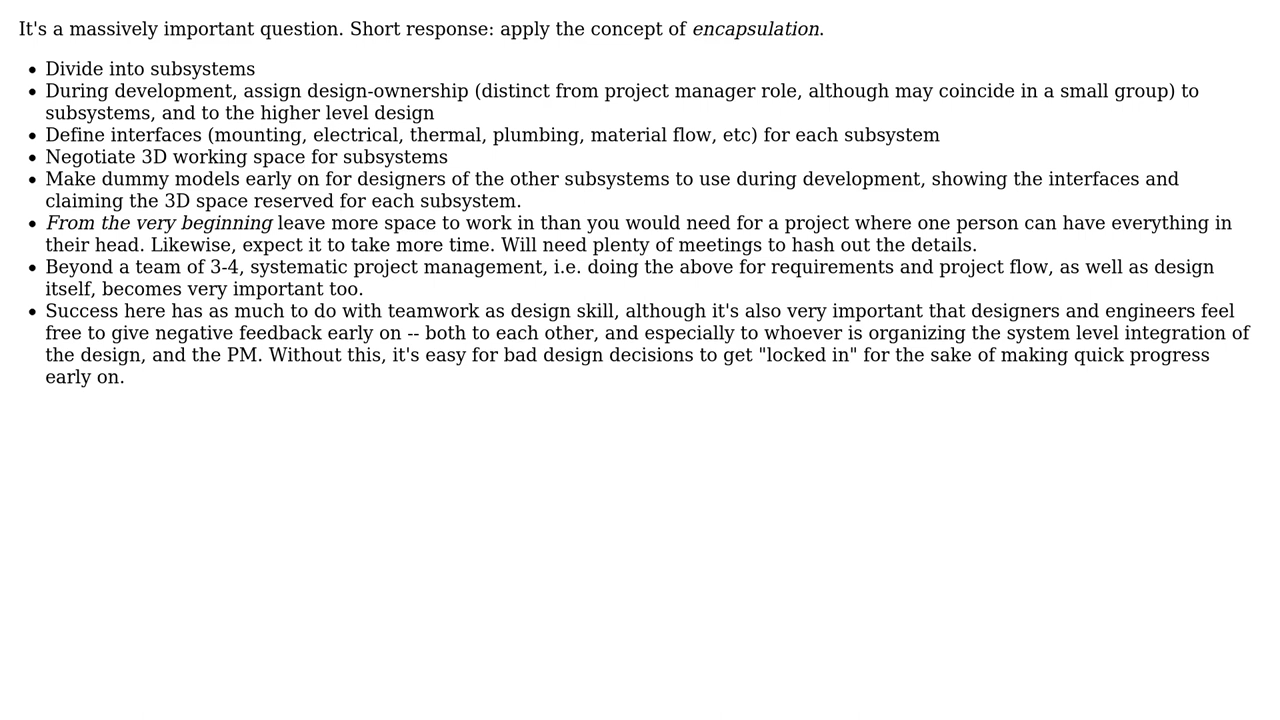 It's a massively important question. Short response: apply the concept of encapsulation.
• Divide into subsystems
• During development, assign design-ownership (distinct from project manager role, although may coincide in a small group) to
subsystems, and to the higher level design
• Define interfaces (mounting, electrical, thermal, plumbing, material flow, etc) for each subsystem
• Negotiate 3D working space for subsystems
• Make dummy models early on for designers of the other subsystems to use during development, showing the interfaces and
claiming the 3D space reserved for each subsystem.
• From the very beginning leave more space to work in than you would need for a project where one person can have everything in
their head. Likewise, expect it to take more time. Will need plenty of meetings to hash out the details.
• Beyond a team of 3-4, systematic project management, i.e. doing the above for requirements and project flow, as well as design
itself, becomes very important too.
• Success here has as much to do with teamwork as design skill, although it's also very important that designers and engineers feel
free to give negative feedback early on -- both to each other, and especially to whoever is organizing the system level integration of
the design, and the PM. Without this, it's easy for bad design decisions to get "locked in" for the sake of making quick progress
early on.